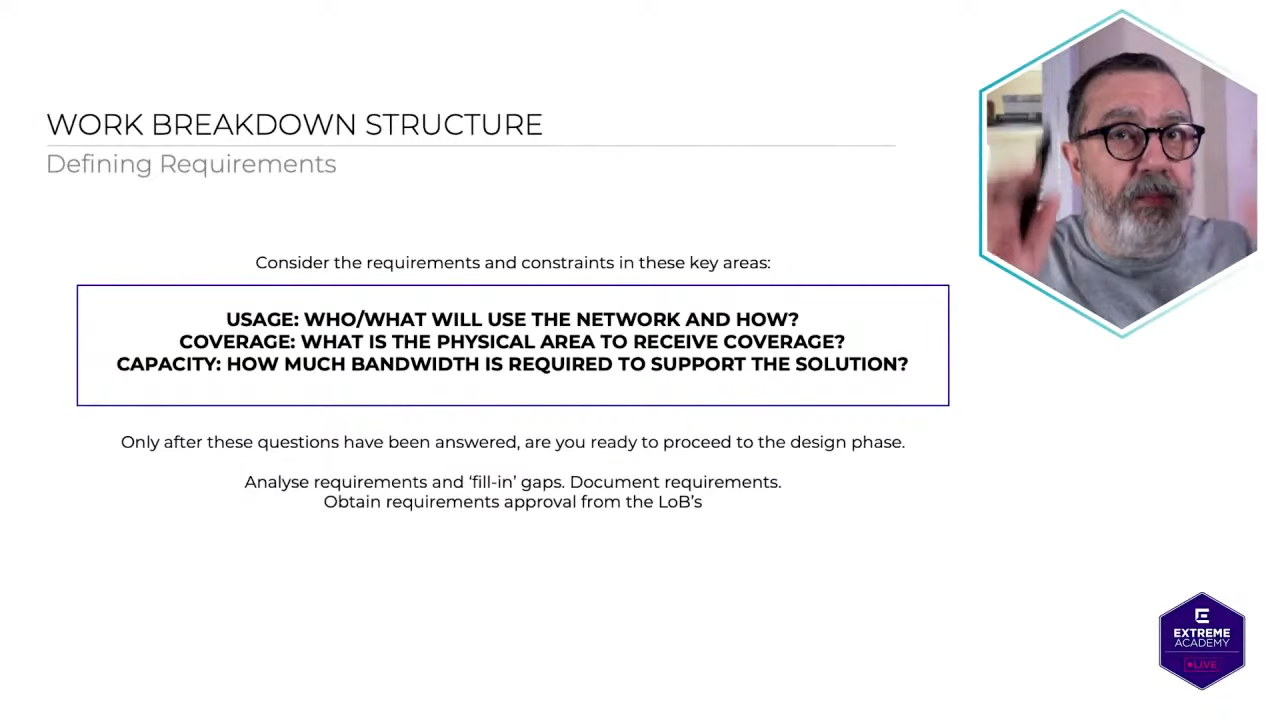 WORK BREAKDOWN STRUCTURE
Defining Requirements
Consider the requirements and constraints in these key areas:
USAGE: WHO/WHAT WILL USE THE NETWORK AND HOW?
COVERAGE: WHAT IS THE PHYSICAL AREA TO RECEIVE COVERAGE?
CAPACITY: HOW MUCH BANDWIDTH IS REQUIRED TO SUPPORT THE SOLUTION?
Only after these questions have been answered, are you ready to proceed to the design phase.
Analyse requirements and ‘fill-in’ gaps. Document requirements.
Obtain requirements approval from the LoB’s
EXTREME
ACADEMY
LIVE